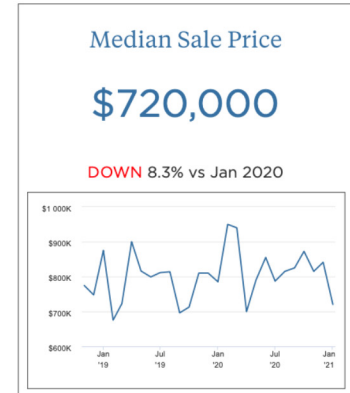 Median Sale Price
$720,000
DOWN 8.3% vs Jan 2020
$1 000K
$900K
$800K
$700K
$600K
Jan Jul Jan Jul Jan
'19 '19 '20 '20 '21